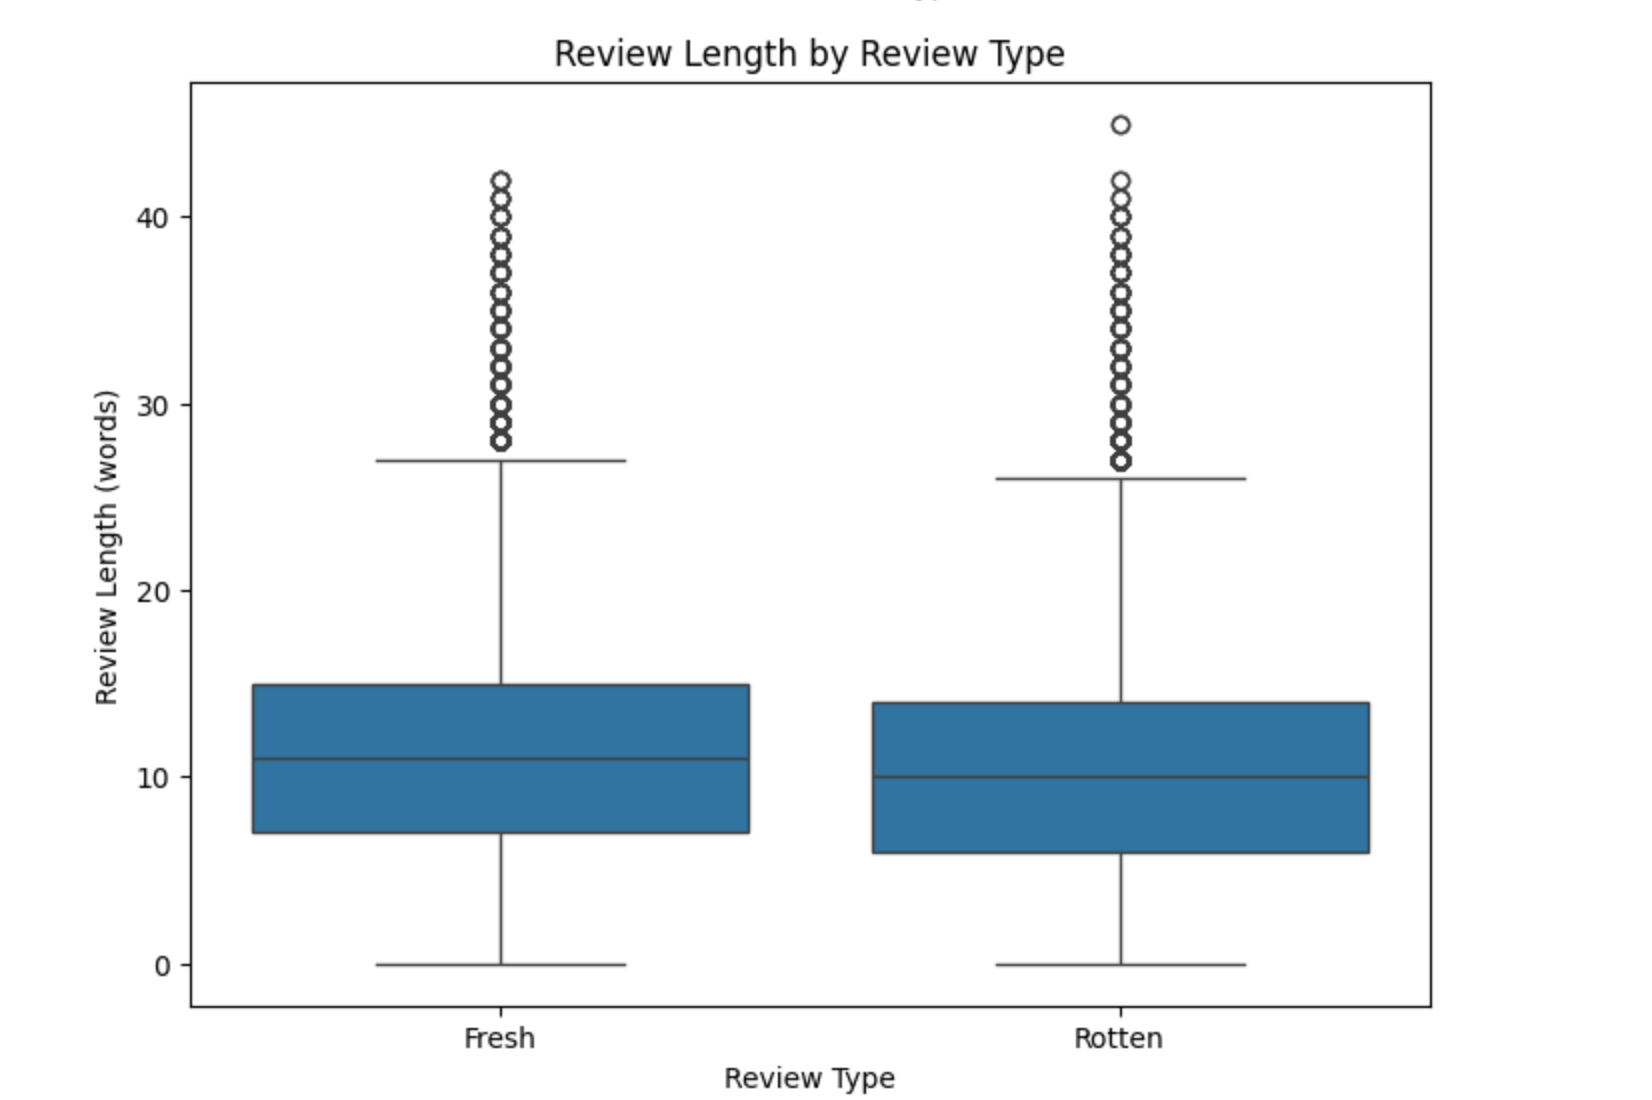 Review Length by Review Type
Review Length (words)
40
30
20
10
0
Fresh
Rotten
Review Type